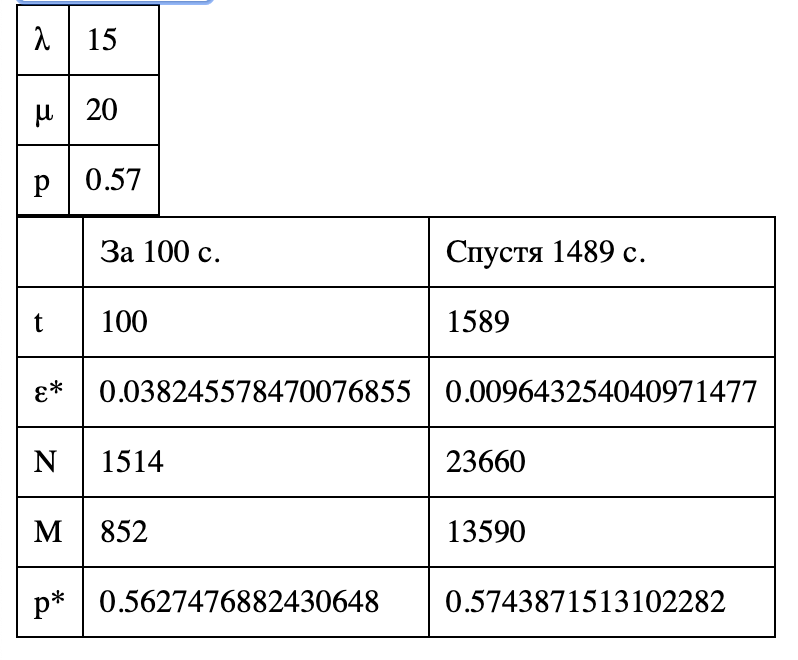 λ 15
μ 20
p 0.57
За 100 с. Спустя 1489 с.
t 100 1589
ε* 0.038245578470076855 0.009643254040971477
N 1514 23660
M 852 13590
p* 0.5627476882430648 0.5743871513102282